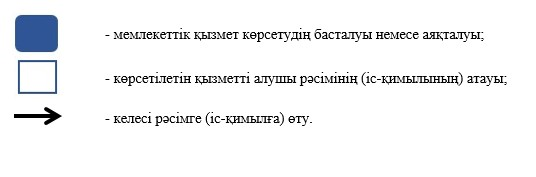 - мемлекеттік қызмет көрсетудің басталуы немесе аяқталуы;
- көрсетілетін қызметті алушы рәсімінің (іс-қимылының) атауы;
- келесі рәсімге (іс-қимылға) өту.